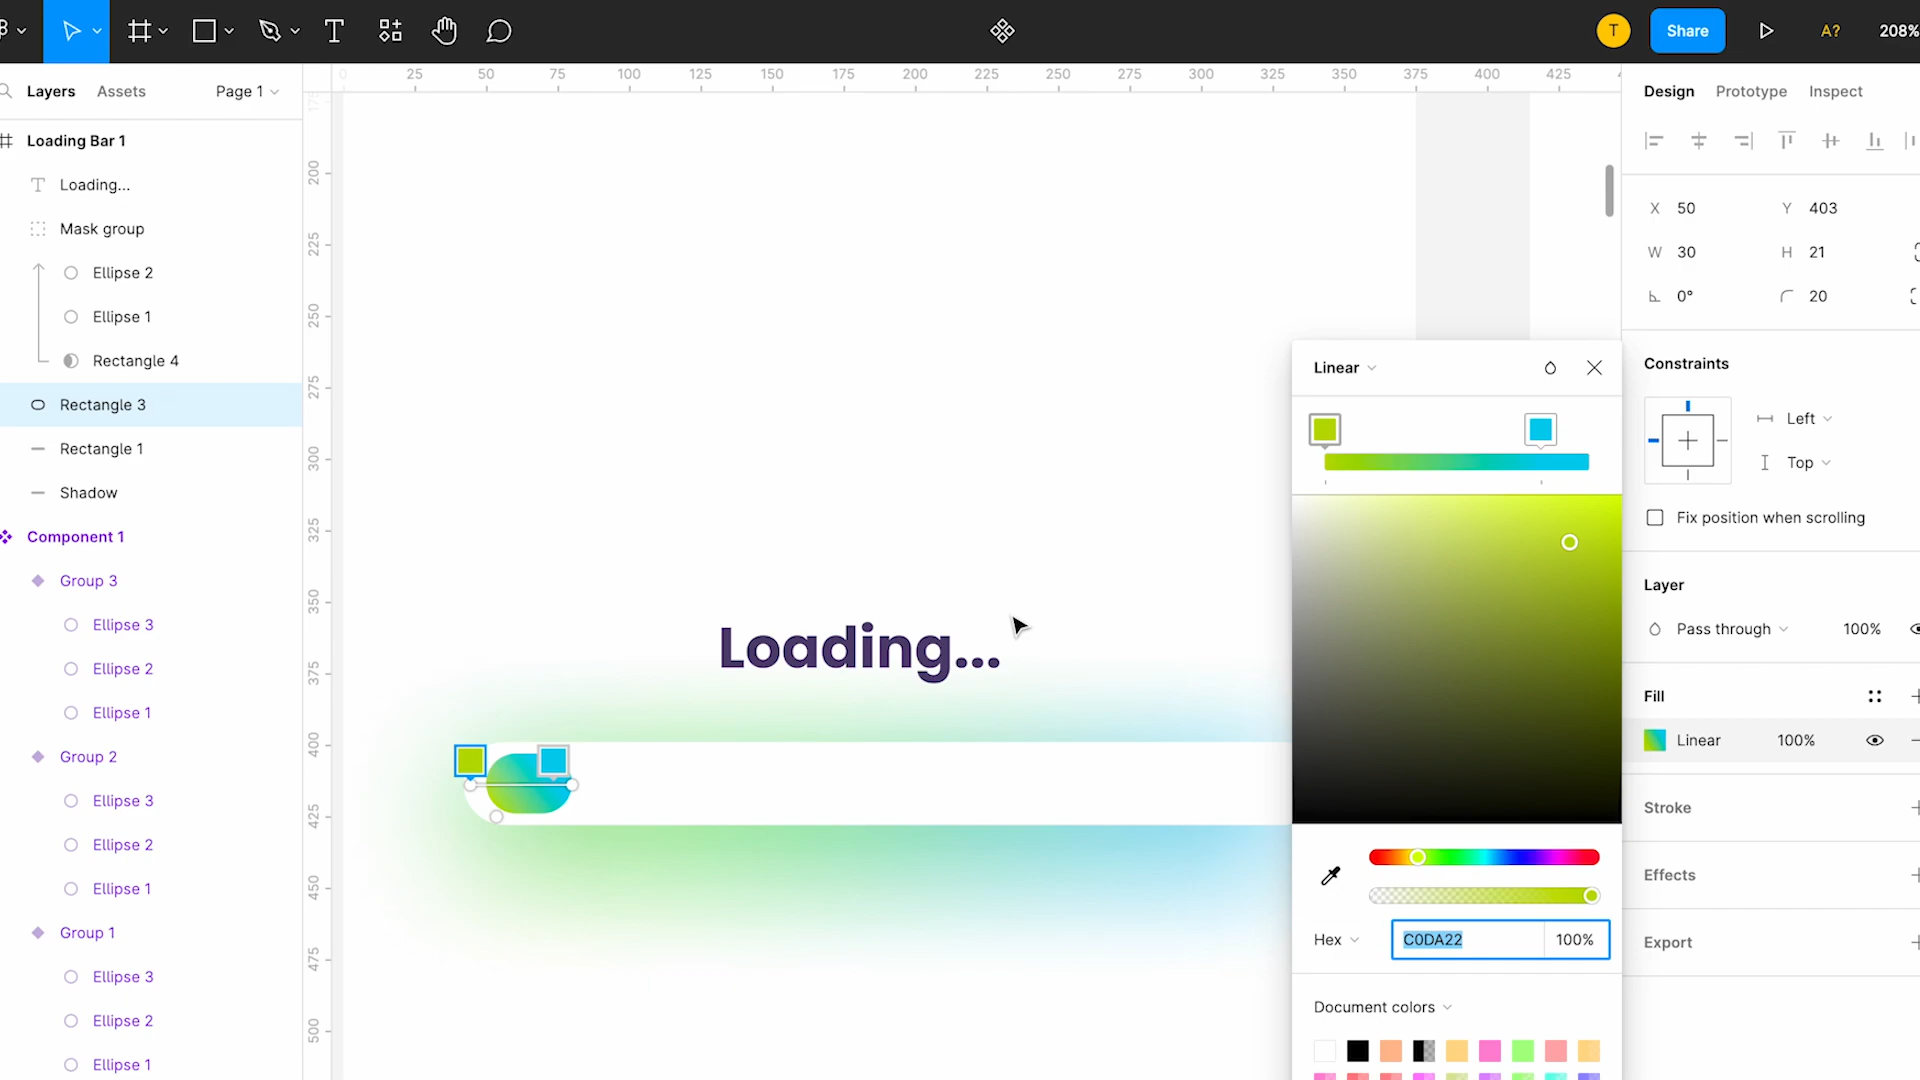 T
Share
A?
208%
Layers
Assets
Page 1
0
25
50
75
100
125
150
175
200
225
250
275
300
325
350
375
400
425
Design
Prototype
Inspect
Loading Bar 1
Loading...
Mask group
Ellipse 2
Ellipse 1
Rectangle 4
Rectangle 3
Rectangle 1
Shadow
Component 1
Group 3
Ellipse 3
Ellipse 2
Ellipse 1
Group 2
Ellipse 3
Ellipse 2
Ellipse 1
Group 1
Ellipse 3
Ellipse 2
Ellipse 1
175
200
225
250
275
300
325
350
375
400
425
450
475
500
Loading...
Linear
Hex
C0DA22
100%
Document colors
X 50
Y 403
W 30
H 21
0°
20
Constraints
Left
Top
Fix position when scrolling
Layer
Pass through
100%
Fill
Linear
100%
Stroke
Effects
Export